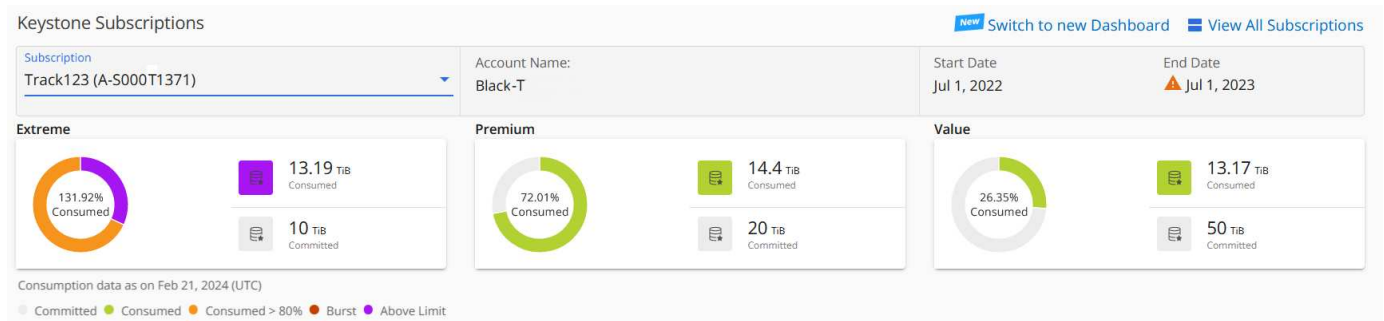 Keystone Subscriptions
New Switch to new Dashboard View All Subscriptions
Subscription
Track123 (A-S000T1371)
Account Name:
Black-T
Start Date
Jul 1, 2022
End Date
Jul 1, 2023
Extreme
131.92%
Consumed
13.19 TiB
Consumed
10 TiB
Committed
Premium
72.01%
Consumed
14.4 TiB
Consumed
20 TiB
Committed
Value
26.35%
Consumed
13.17 TiB
Consumed
50 TiB
Committed
Consumption data as on Feb 21, 2024 (UTC)
Committed Consumed Consumed > 80% Burst Above Limit